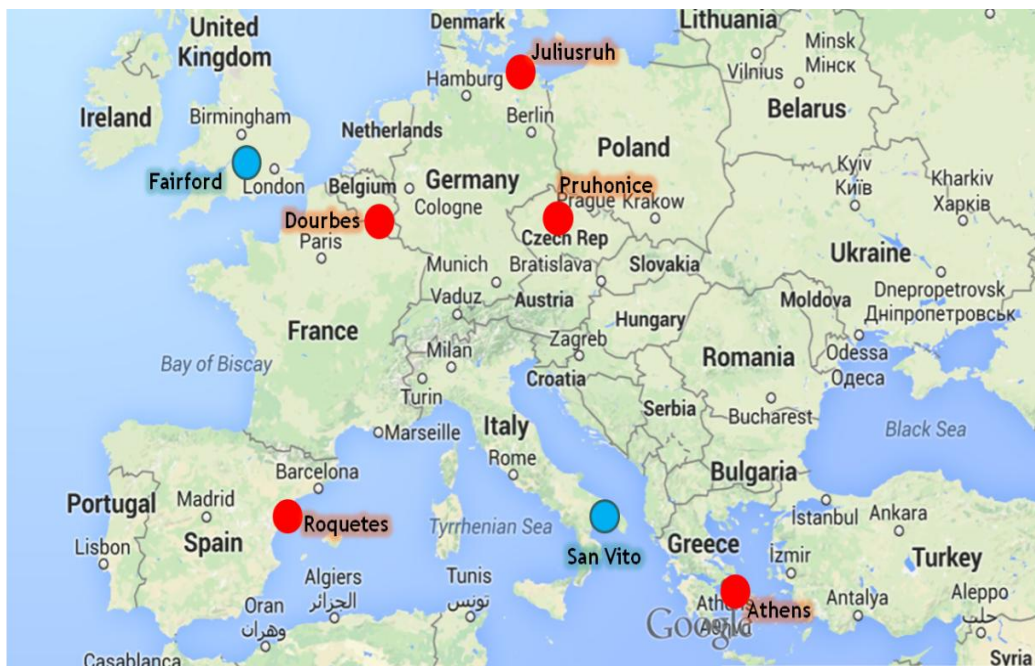 Denmark
Lithuania
United
Kingdom
Juliusruh
Minsk
Мінск
Vilnius
Hamburg
Ireland
Birmingham
Belarus
Netherlands
Berlin
Poland
Fairford
London
Belgium
Germany
Pruhonice
Kyiv
Київ
Kharkiv
Харків
Cologne
Prague
Krakow
Dourbes
Paris
Czech Rep
Ukraine
Munich
Bratislava
Slovakia
Vaduz
Austria
Moldova
Dnepropetrovsk
Дніпропетровськ
France
Hungary
Milan
Zagreb
Bay of Biscay
Romania
Odessa
Одеса
Turin
Croatia
Serbia
Bucharest
Marseille
Italy
Black Sea
Rome
Barcelona
Bulgaria
Portugal
Madrid
Roquetes
Tyrrhenian Sea
İstanbul
Ankara
Lisbon
Spain
San Vito
Greece
İzmir
Turkey
Algiers
الجزائر
Tunis
تونس
Athens
Antalya
Aleppo
حلب
Oran
وهران
Google
Casablanca
Syria